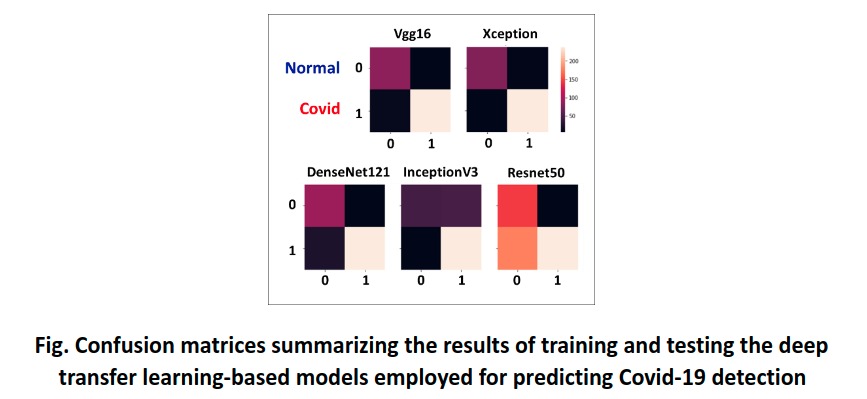 Vgg16 Xception
Normal 0
Covid 1
200
150
100
50
0 1 0 1
DenseNet121 InceptionV3 Resnet50
0
1
0 1 0 1 0 1
Fig. Confusion matrices summarizing the results of training and testing the deep
transfer learning-based models employed for predicting Covid-19 detection